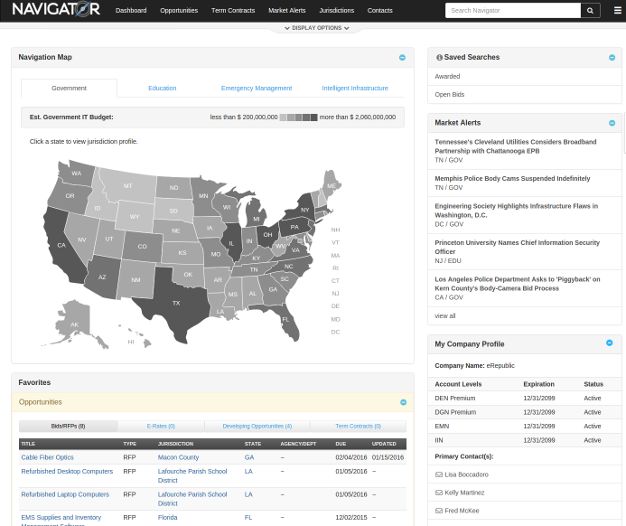 NAVIGATOR
Dashboard Opportunities Term Contracts Market Alerts Jurisdictions Contacts
Search Navigator
DISPLAY OPTIONS
Navigation Map
Government Education Emergency Management Intelligent Infrastructure
Est. Government IT Budget: less than $ 200,000,000 more than $ 2,060,000,000
Click a state to view jurisdiction profile.
WA
MT
ND
MN
ME
OR
ID
SD
WI
MI
NY
WY
NE
IA
PA
NV
UT
CO
IL
IN
OH
CA
KS
MO
WV
VA
KY
NC
TN
AZ
NM
OK
AR
SC
MS
AL
GA
TX
LA
FL
AK
HI
NH
VT
MA
RI
CT
NJ
DE
MD
DC
Favorites
Opportunities
Bids/RFPs (8) E-Rates (0) Developing Opportunities (4) Term Contracts (0)
TITLE TYPE JURISDICTION STATE AGENCY/DEPT DUE UPDATED
Cable Fiber Optics RFP Macon County GA – 02/04/2016 01/15/2016
Refurbished Desktop Computers RFP Lafourche Parish School District LA – 01/05/2016 –
Refurbished Laptop Computers RFP Lafourche Parish School District LA – 01/05/2016 –
EMS Supplies and Inventory RFP Florida FL – 12/02/2015 –
Saved Searches
Awarded
Open Bids
Market Alerts
Tennessee's Cleveland Utilities Considers Broadband
Partnership with Chattanooga EPB
TN / GOV
Memphis Police Body Cams Suspended Indefinitely
TN / GOV
Engineering Society Highlights Infrastructure Flaws in
Washington, D.C.
DC / GOV
Princeton University Names Chief Information Security
Officer
NJ / EDU
Los Angeles Police Department Asks to 'Piggyback' on
Kern County's Body-Camera Bid Process
CA / GOV
view all
My Company Profile
Company Name: eRepublic
Account Levels Expiration Status
DEN Premium 12/31/2099 Active
DGN Premium 12/31/2099 Active
EMN 12/31/2099 Active
IIN 12/31/2099 Active
Primary Contact(s):
Lisa Boccadoro
Kelly Martinez
Fred McKee